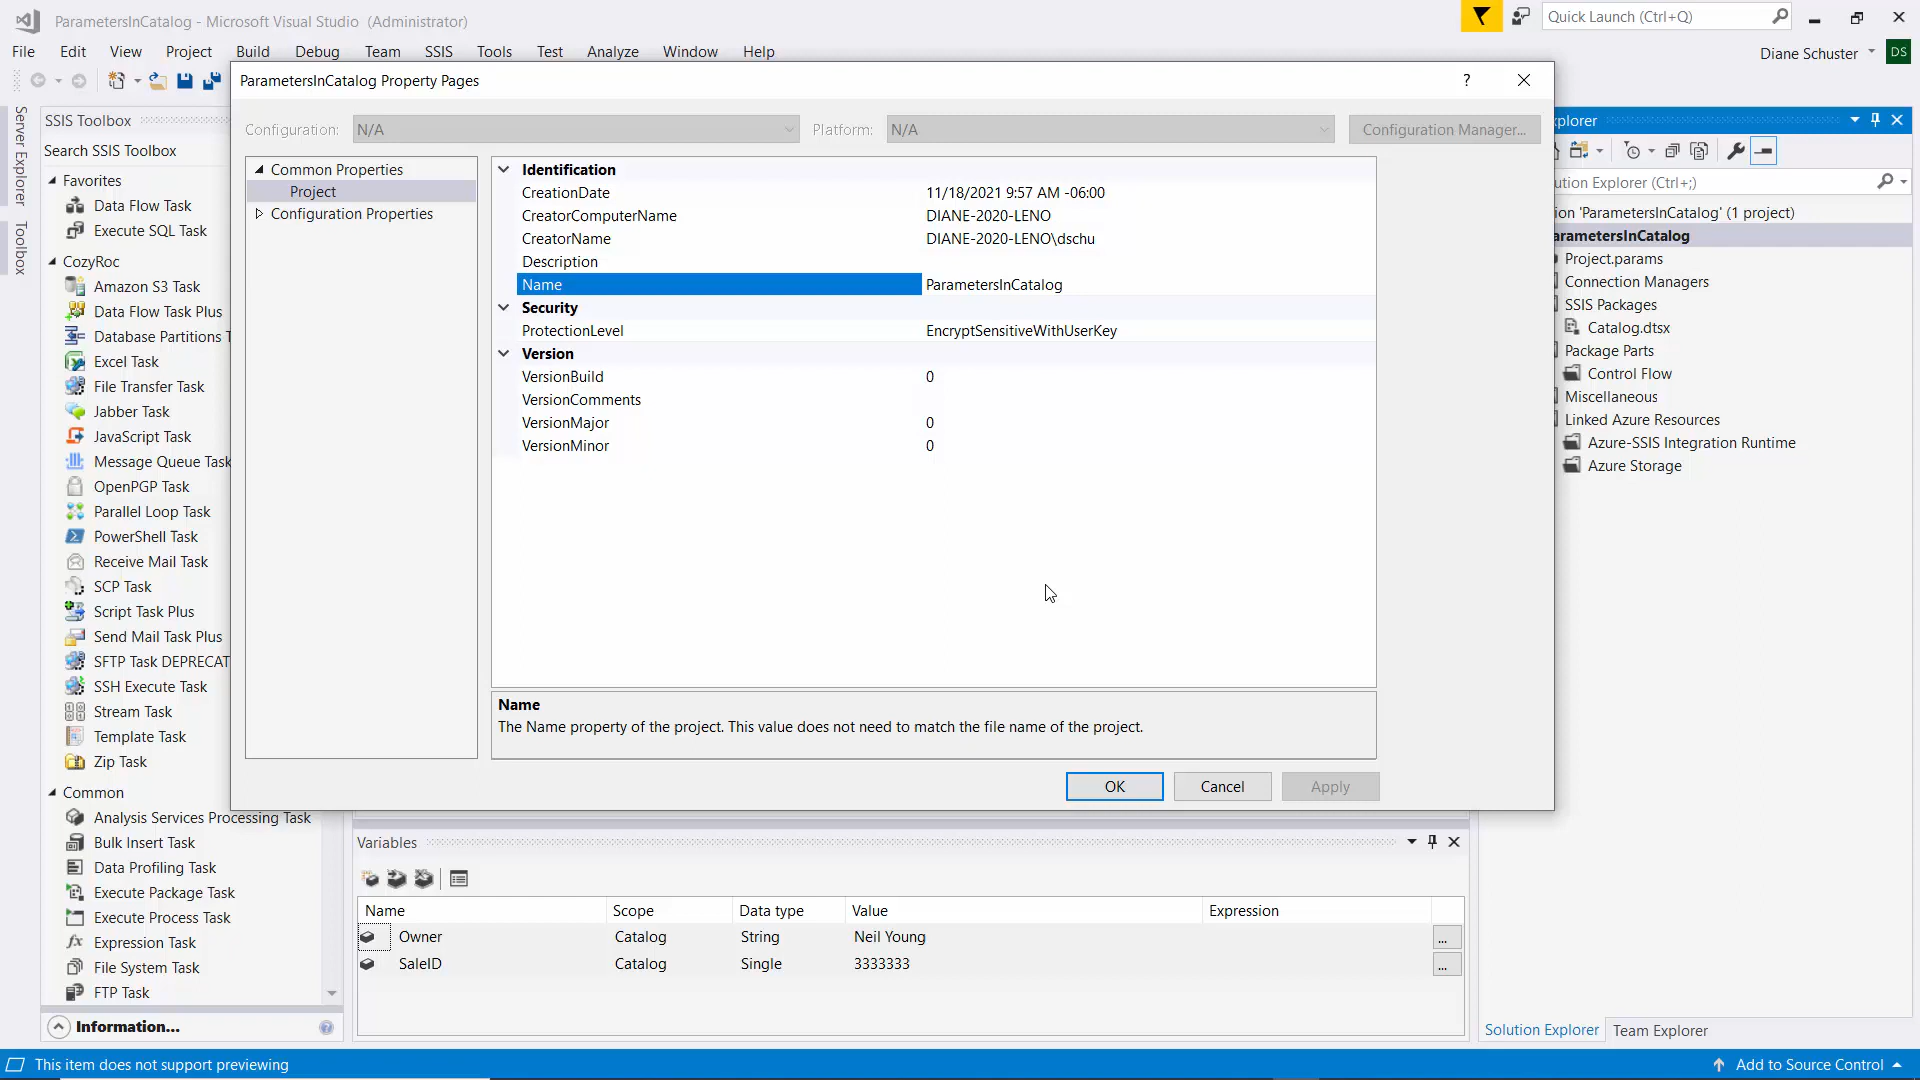 ParametersInCatalog - Microsoft Visual Studio (Administrator)
Quick Launch (Ctrl+Q)
File Edit View Project Build Debug Team SSIS Tools Test Analyze Window Help
Diane Schuster DS
Server Explorer
Toolbox
SSIS Toolbox
Search SSIS Toolbox
Favorites
Data Flow Task
Execute SQL Task
CozyRoc
Amazon S3 Task
Data Flow Task Plus
Database Partitions T
Excel Task
File Transfer Task
Jabber Task
JavaScript Task
Message Queue Task
OpenPGP Task
Parallel Loop Task
PowerShell Task
Receive Mail Task
SCP Task
Script Task Plus
Send Mail Task Plus
SFTP Task DEPRECAT
SSH Execute Task
Stream Task
Template Task
Zip Task
Common
Analysis Services Processing Task
Bulk Insert Task
Data Profiling Task
Execute Package Task
Execute Process Task
Expression Task
File System Task
FTP Task
Information...
ParametersInCatalog Property Pages
?
Configuration: N/A Platform: N/A Configuration Manager...
Common Properties
Project
Configuration Properties
Identification
CreationDate 11/18/2021 9:57 AM -06:00
CreatorComputerName DIANE-2020-LENO
CreatorName DIANE-2020-LENO\dschu
Description
Name ParametersInCatalog
Security
ProtectionLevel EncryptSensitiveWithUserKey
Version
VersionBuild 0
VersionComments
VersionMajor 0
VersionMinor 0
Name
The Name property of the project. This value does not need to match the file name of the project.
OK Cancel Apply
Variables
Name Scope Data type Value Expression
Owner Catalog String Neil Young ...
SaleID Catalog Single 3333333 ...
xplorer
ution Explorer (Ctrl+;)
ion 'ParametersInCatalog' (1 project)
arametersInCatalog
Project.params
Connection Managers
SSIS Packages
Catalog.dtsx
Package Parts
Control Flow
Miscellaneous
Linked Azure Resources
Azure-SSIS Integration Runtime
Azure Storage
Solution Explorer Team Explorer
This item does not support previewing
Add to Source Control